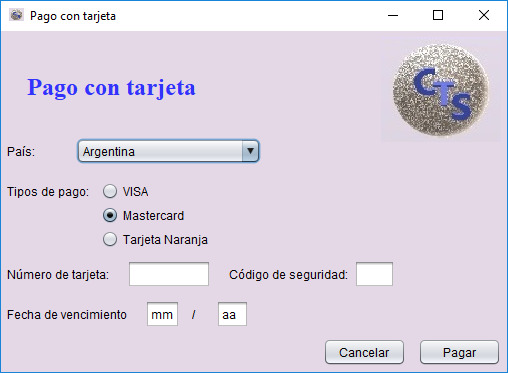 Pago con tarjeta
CTS
Pago con tarjeta
País: Argentina
Tipos de pago: VISA
Mastercard
Tarjeta Naranja
Número de tarjeta: Código de seguridad:
Fecha de vencimiento mm / aa
Cancelar Pagar